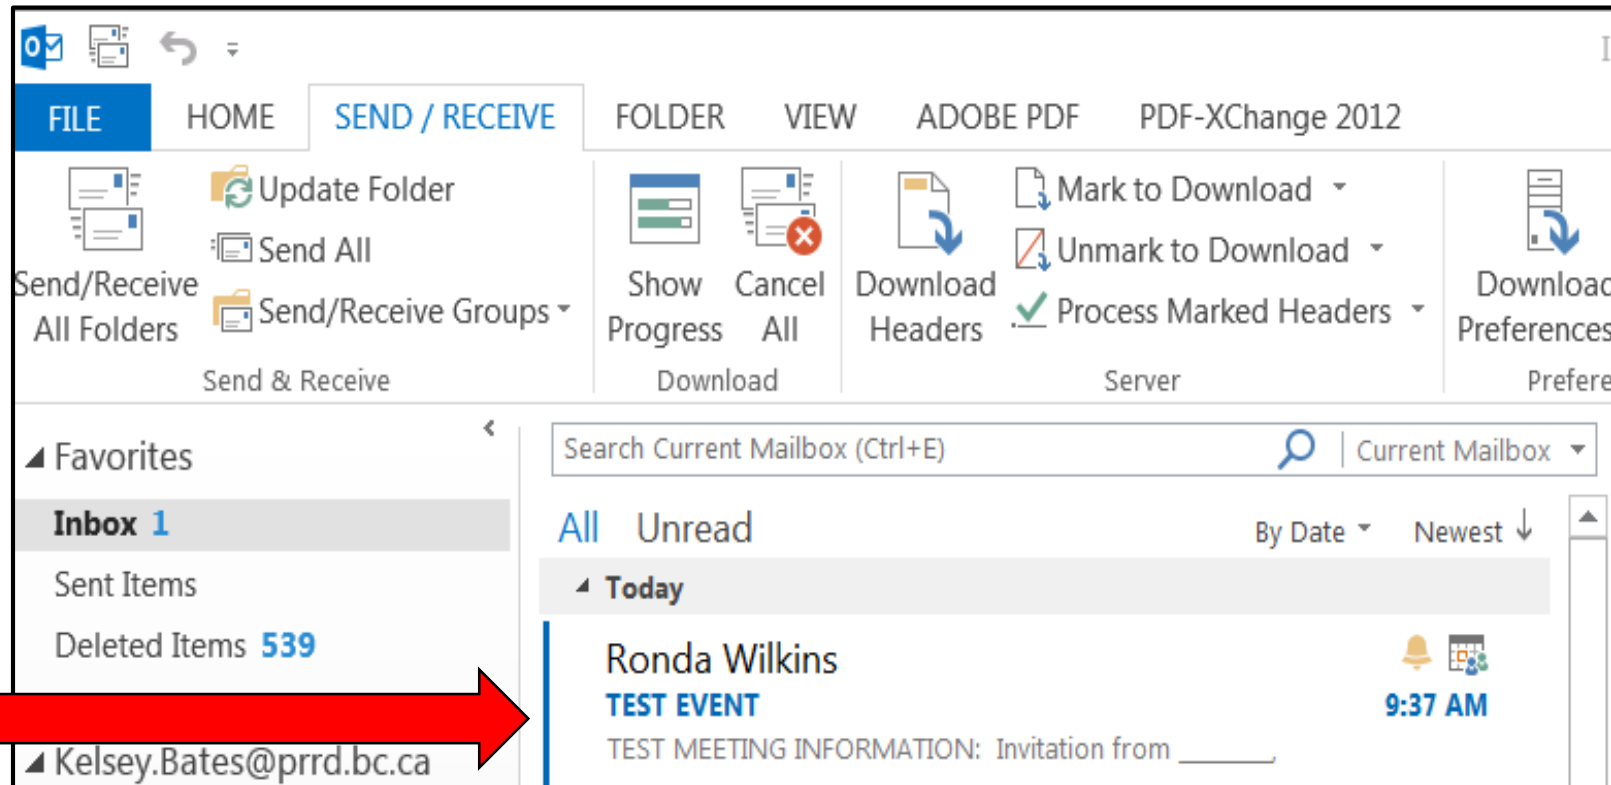 I
FILE HOME SEND / RECEIVE FOLDER VIEW ADOBE PDF PDF-XChange 2012
Send/Receive
All Folders
Update Folder
Send All
Send/Receive Groups
Send & Receive
Show
Progress
Cancel
All
Download
Download
Headers
Mark to Download
Unmark to Download
Process Marked Headers
Server
Download
Preferences
Prefere
Favorites
Inbox 1
Sent Items
Deleted Items 539
Kelsey.Bates@prrd.bc.ca
Search Current Mailbox (Ctrl+E) Current Mailbox
All Unread By Date Newest
Today
Ronda Wilkins
TEST EVENT 9:37 AM
TEST MEETING INFORMATION: Invitation from _______,